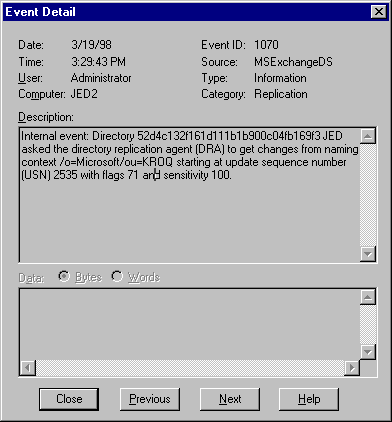 Event Detail
Date: 3/19/98 Event ID: 1070
Time: 3:29:43 PM Source: MSExchangeDS
User: Administrator Type: Information
Computer: JED2 Category: Replication
Description:
Internal event: Directory 52d4c132f161d111b1b900c04fb169f3 JED
asked the directory replication agent (DRA) to get changes from naming
context /o=Microsoft/ou=KROQ starting at update sequence number
(USN) 2535 with flags 71 and sensitivity 100.
Data: Bytes Words
Close Previous Next Help